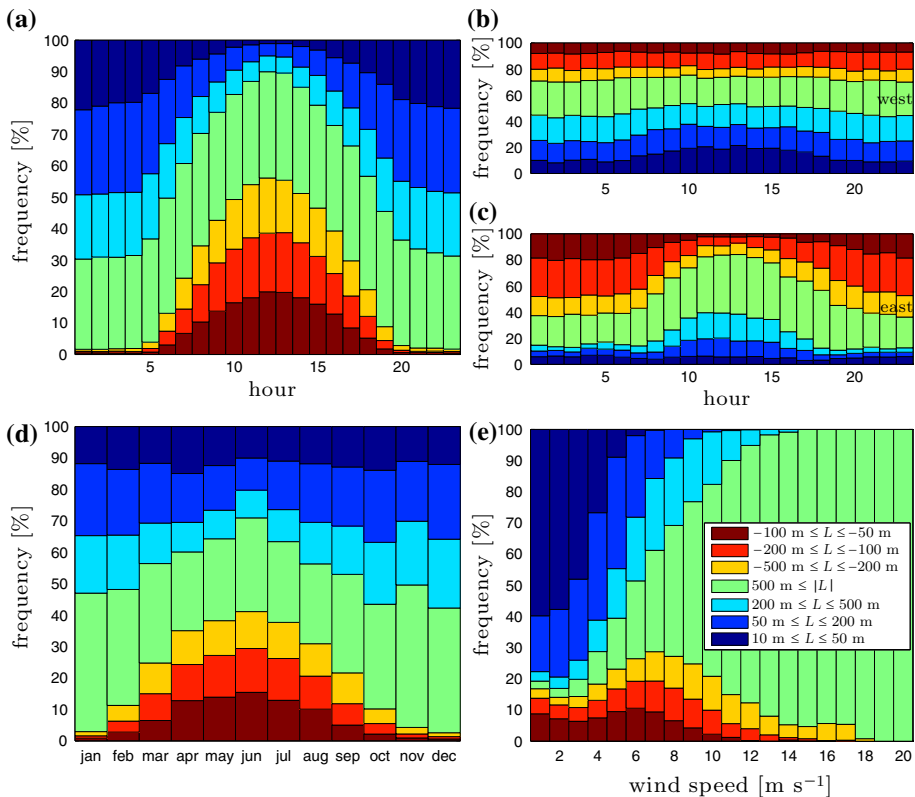 (a)
frequency [%]
100
90
80
70
60
50
40
30
20
10
0
5 10 15 20
hour
(b)
frequency [%]
100
80
60
40
20
0
west
5 10 15 20
(c)
frequency [%]
100
80
60
40
20
0
east
5 10 15 20
hour
(d)
frequency [%]
100
90
80
70
60
50
40
30
20
10
0
jan feb mar apr may jun jul aug sep oct nov dec
(e)
frequency [%]
100
90
80
70
60
50
40
30
20
10
0
−100 m ≤ L ≤ −50 m
−200 m ≤ L ≤ −100 m
−500 m ≤ L ≤ −200 m
500 m ≤ |L|
200 m ≤ L ≤ 500 m
50 m ≤ L ≤ 200 m
10 m ≤ L ≤ 50 m
2 4 6 8 10 12 14 16 18 20
wind speed [m s⁻¹]